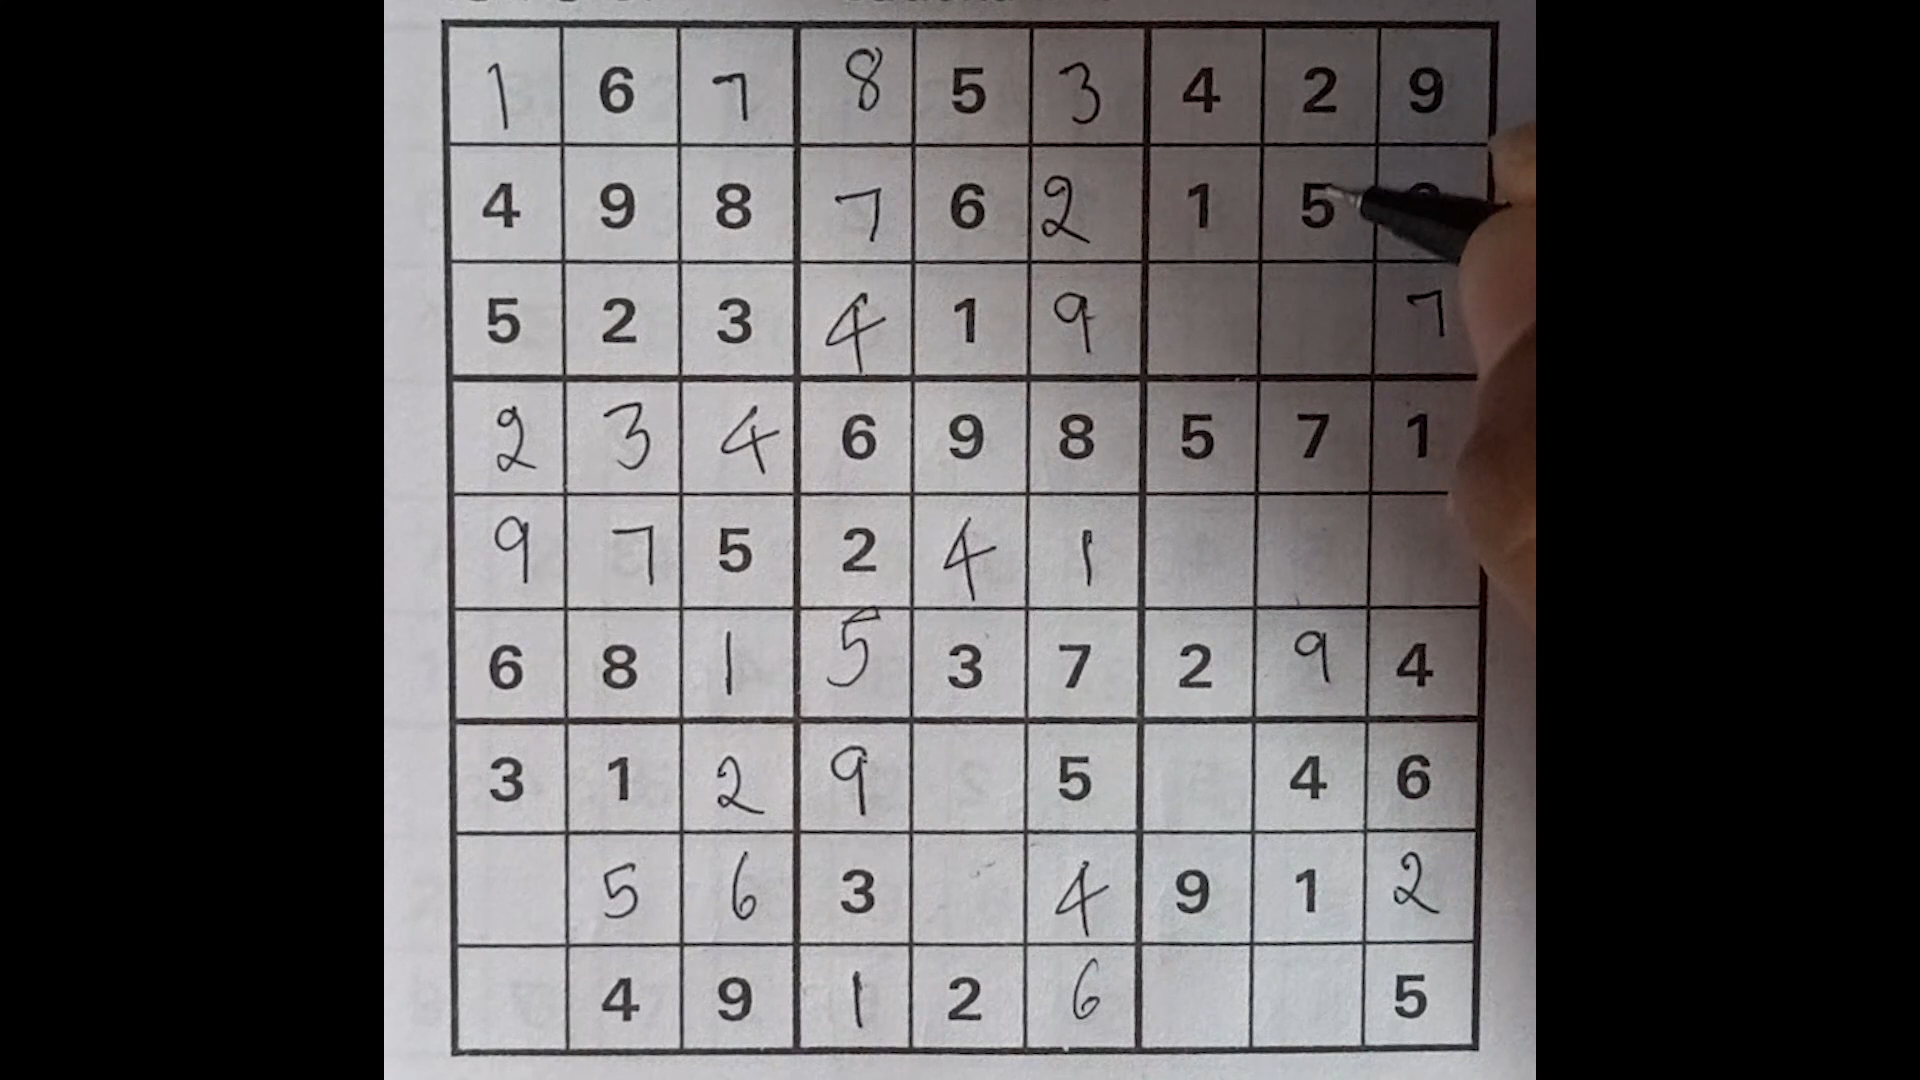 1 6 7 8 5 3 4 2 9
4 9 8 7 6 2 1 5
5 2 3 4 1 9 7
2 3 4 6 9 8 5 7 1
9 7 5 2 4 1
6 8 1 5 3 7 2 9 4
3 1 2 9 5 4 6
5 6 3 4 9 1 2
4 9 1 2 6 5